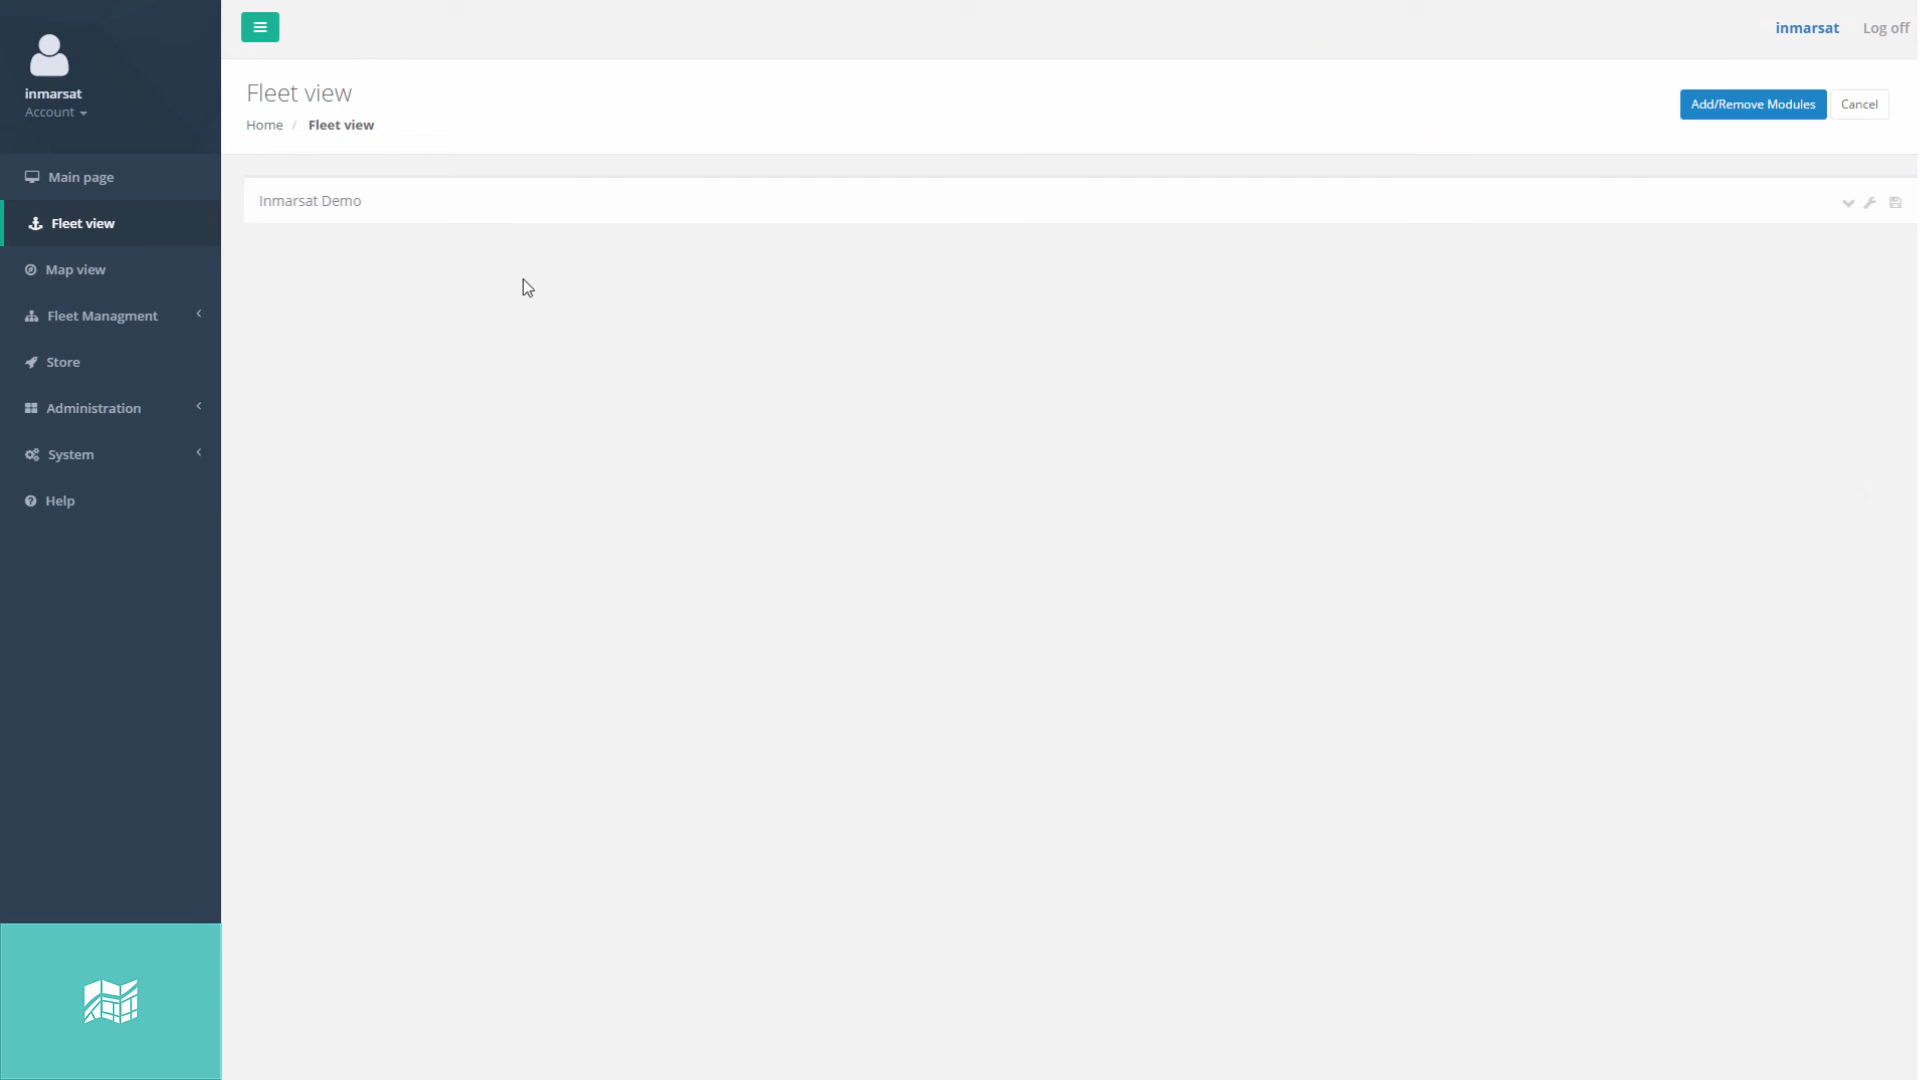 inmarsat
Account
Main page
Fleet view
Map view
Fleet Managment
Store
Administration
System
Help
inmarsat
Log off
Fleet view
Home / Fleet view
Add/Remove Modules
Cancel
Inmarsat Demo